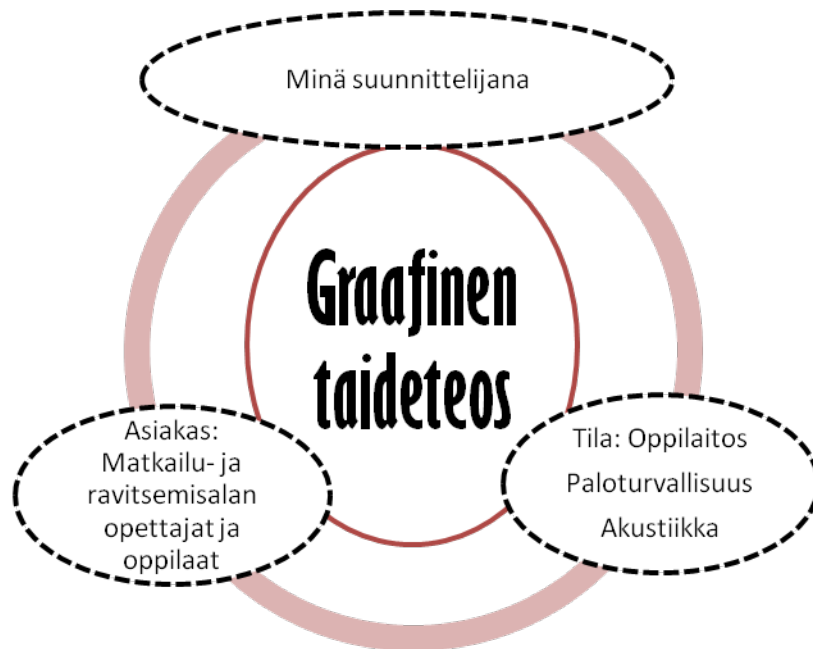 Minä suunnittelijana
Graafinen
taideteos
Asiakas:
Matkailu- ja
ravitsemisalan
opettajat ja
oppilaat
Tila: Oppilaitos
Paloturvallisuus
Akustiikka